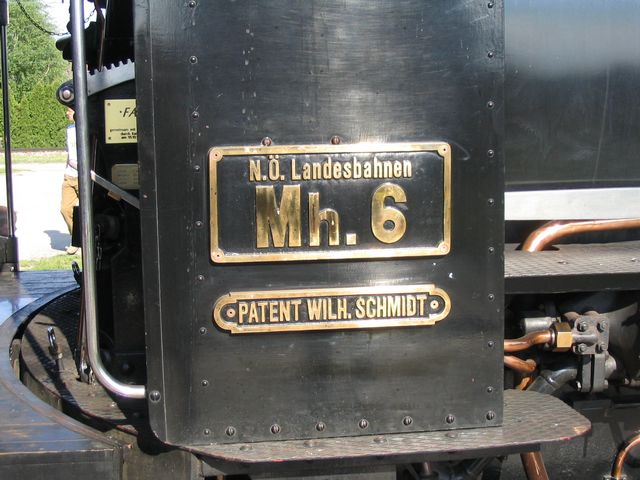 N.Ö. Landesbahnen
Mh. 6
PATENT WILH. SCHMIDT